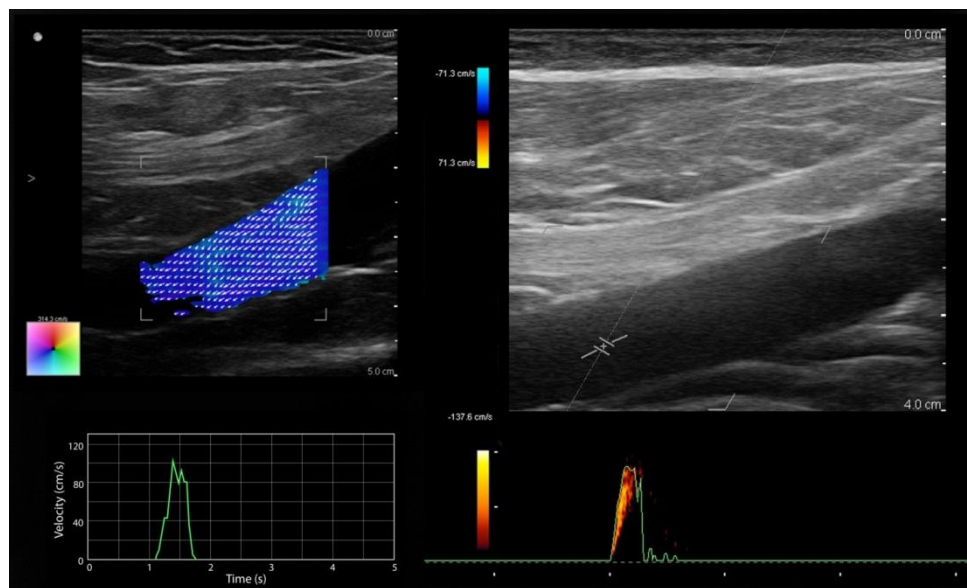 0.0 cm
-71.3 cm/s
71.3 cm/s
>
314.3 cm/s
5.0 cm
0.0 cm
4.0 cm
-137.6 cm/s
Velocity (cm/s)
120
80
40
0
0 1 2 3 4 5
Time (s)